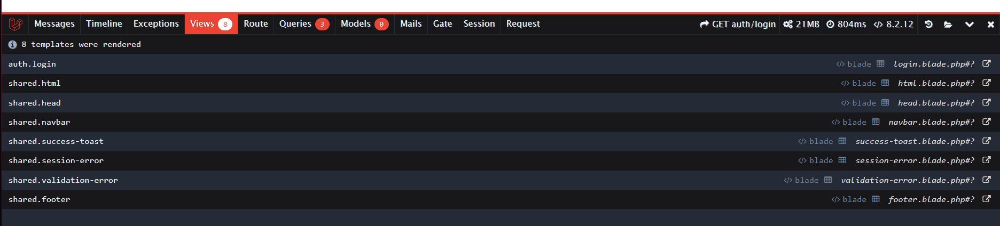 Messages Timeline Exceptions Views 8 Route Queries 3 Models 0 Mails Gate Session Request GET auth/login 21MB 804ms 8.2.12
8 templates were rendered
auth.login blade login.blade.php#?
shared.html blade html.blade.php#?
shared.head blade head.blade.php#?
shared.navbar blade navbar.blade.php#?
shared.success-toast blade success-toast.blade.php#?
shared.session-error blade session-error.blade.php#?
shared.validation-error blade validation-error.blade.php#?
shared.footer blade footer.blade.php#?